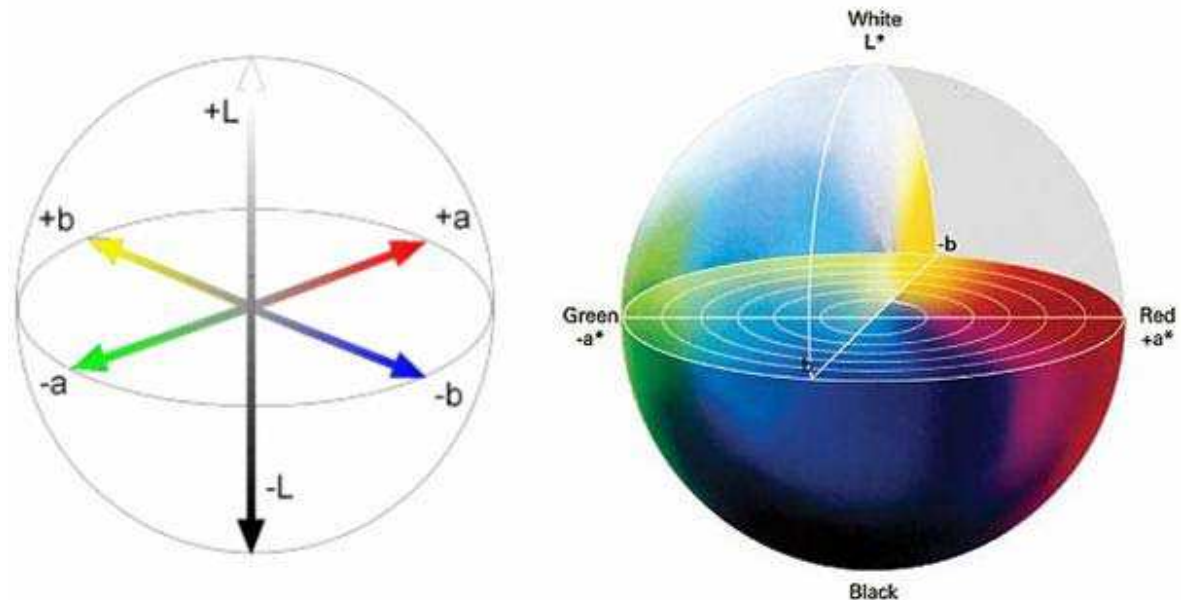 +L
+b
+a
-a
-b
-L
White
L*
-b
Green
-a*
Red
+a*
b
Black